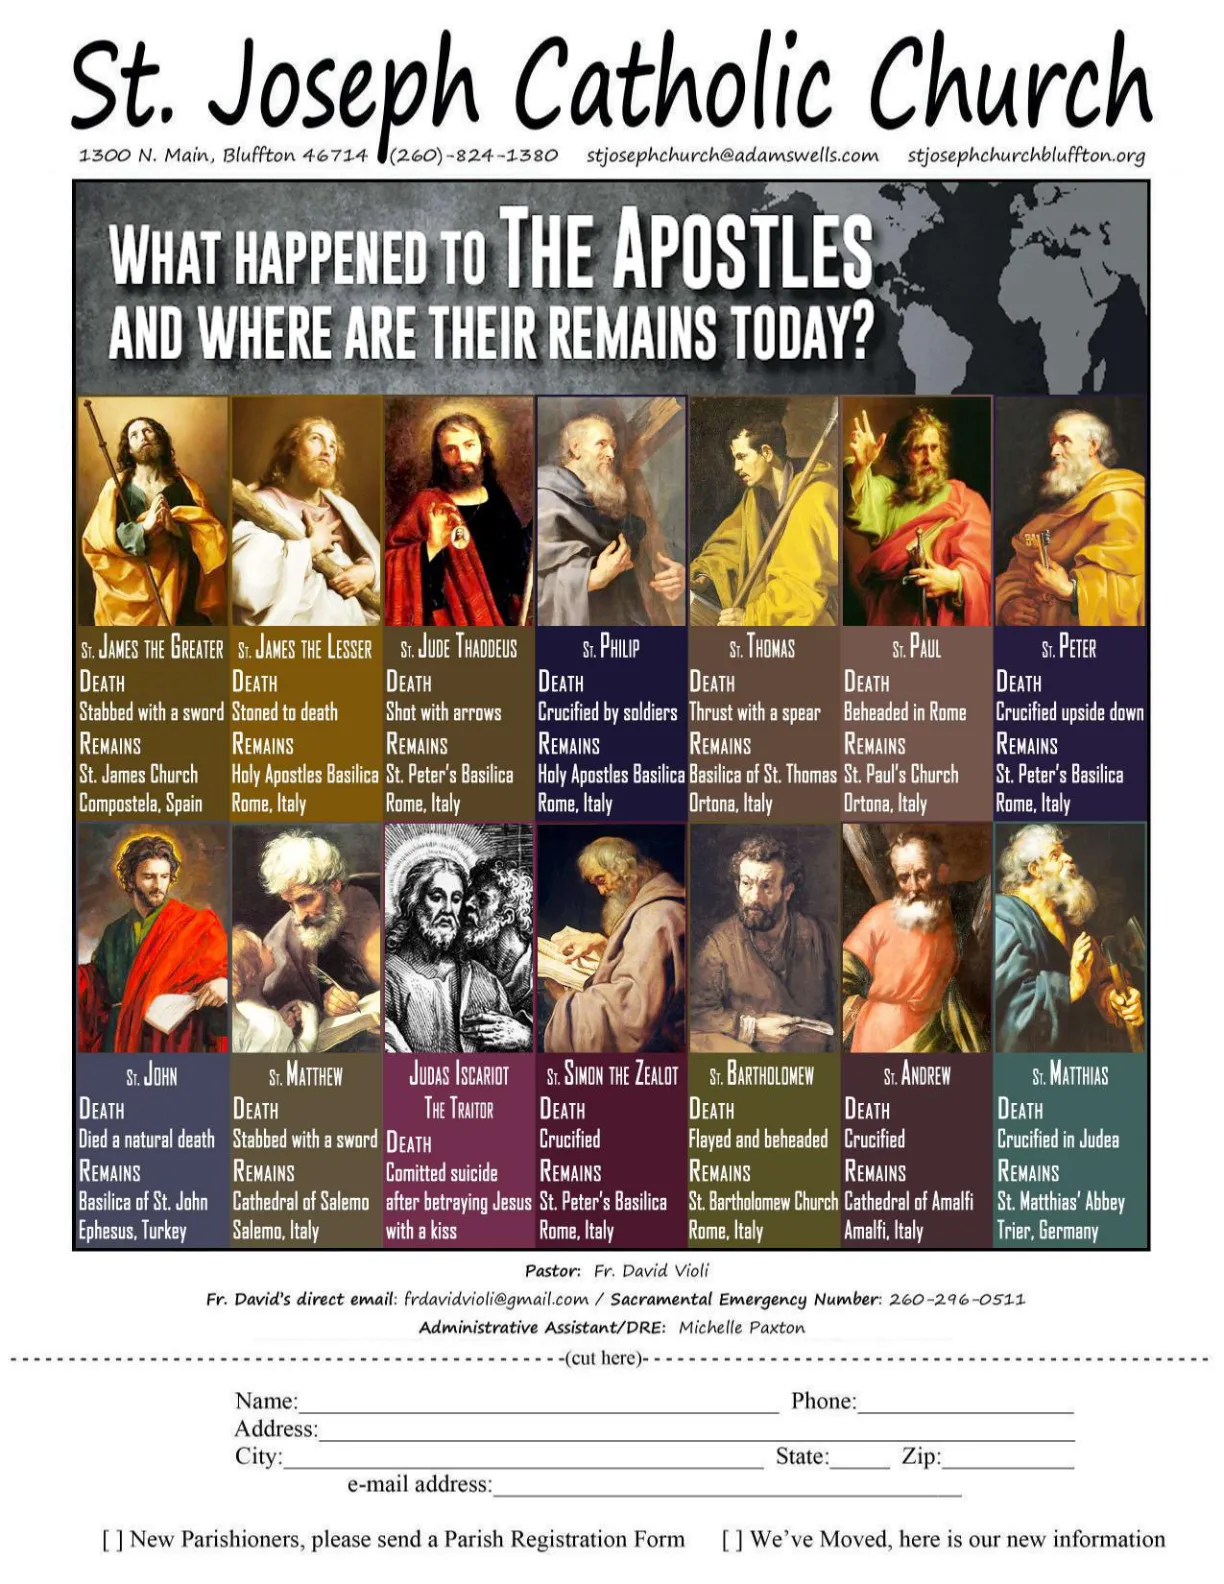 St. Joseph Catholic Church
1300 N. Main, Bluffton 46714 (260)-824-1380 stjosephchurch@adamswells.com stjosephchurchbluffton.org
WHAT HAPPENED TO THE APOSTLES
AND WHERE ARE THEIR REMAINS TODAY?
ST. JAMES THE GREATER
DEATH
Stabbed with a sword
REMAINS
St. James Church
Compostela, Spain
ST. JAMES THE LESSER
DEATH
Stoned to death
REMAINS
Holy Apostles Basilica
Rome, Italy
ST. JUDE THADDEUS
DEATH
Shot with arrows
REMAINS
St. Peter's Basilica
Rome, Italy
ST. PHILIP
DEATH
Crucified by soldiers
REMAINS
Holy Apostles Basilica
Rome, Italy
ST. THOMAS
DEATH
Thrust with a spear
REMAINS
Basilica of St. Thomas
Ortona, Italy
ST. PAUL
DEATH
Beheaded in Rome
REMAINS
St. Paul's Church
Ortona, Italy
ST. PETER
DEATH
Crucified upside down
REMAINS
St. Peter's Basilica
Rome, Italy
ST. JOHN
DEATH
Died a natural death
REMAINS
Basilica of St. John
Ephesus, Turkey
ST. MATTHEW
DEATH
Stabbed with a sword
REMAINS
Cathedral of Salemo
Salemo, Italy
JUDAS ISCARIOT
THE TRAITOR
DEATH
Comitted suicide
after betraying Jesus
with a kiss
ST. SIMON THE ZEALOT
DEATH
Crucified
REMAINS
St. Peter's Basilica
Rome, Italy
ST. BARTHOLOMEW
DEATH
Flayed and beheaded
REMAINS
St. Bartholomew Church
Rome, Italy
ST. ANDREW
DEATH
Crucified
REMAINS
Cathedral of Amalfi
Amalfi, Italy
ST. MATTHIAS
DEATH
Crucified in Judea
REMAINS
St. Matthias' Abbey
Trier, Germany
Pastor: Fr. David Violi
Fr. David's direct email: frdavidvioli@gmail.com / Sacramental Emergency Number: 260-296-0511
Administrative Assistant/DRE: Michelle Paxton
(cut here)
Name: Phone:
Address:
City: State: Zip:
e-mail address:
[ ] New Parishioners, please send a Parish Registration Form [ ] We've Moved, here is our new information